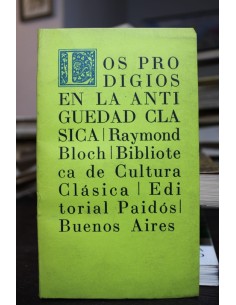 LOS PRO
DIGIOS
EN LA ANTI
GUEDAD CLA
SICA|Raymond
Bloch|Bibliote
ca de Cultura
Clásica|Edi
torial Paidós|
Buenos Aires